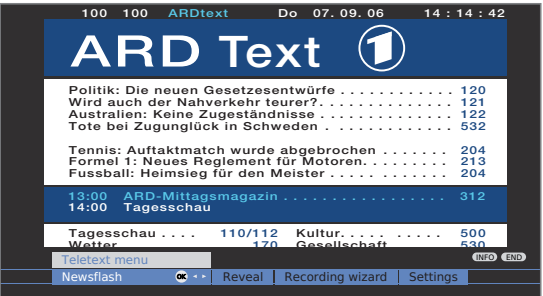 100 100 ARDtext Do 07. 09. 06 14 : 14 : 42
ARD Text 1
Politik: Die neuen Gesetzesentwürfe . . . . . . . . . . . . 120
Wird auch der Nahverkehr teurer?. . . . . . . . . . . . . . 121
Australien: Keine Zugeständnisse . . . . . . . . . . . . . 122
Tote bei Zugunglück in Schweden . . . . . . . . . . . . . 532
Tennis: Auftaktmatch wurde abgebrochen . . . . . . . 204
Formel 1: Neues Reglement für Motoren. . . . . . . . . 213
Fussball: Heimsieg für den Meister . . . . . . . . . . . . 204
13:00 ARD-Mittagsmagazin . . . . . . . . . . . . . . . . . . 312
14:00 Tagesschau
Tagesschau . . . . 110/112 Kultur. . . . . . . . . . 500
Wetter 170 Gesellschaft 530
Teletext menu INFO END
Newsflash OK Reveal Recording wizard Settings